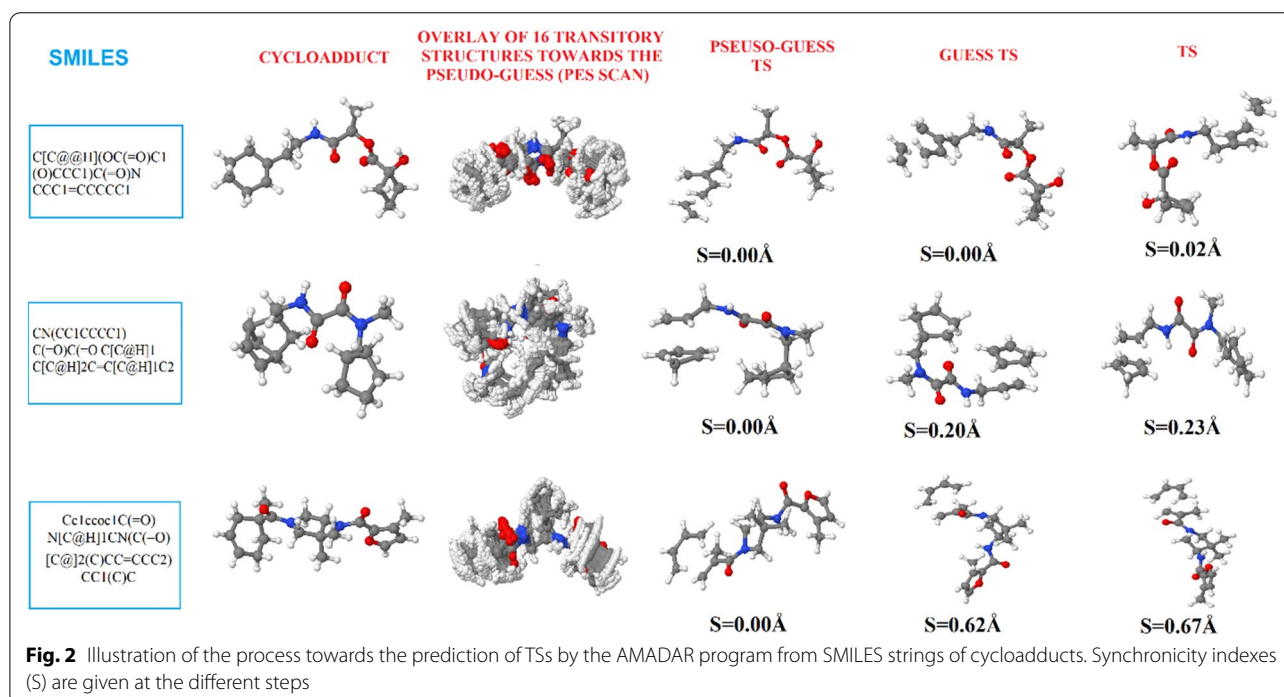 SMILES
CYCLOADDUCT
OVERLAY OF 16 TRANSITORY
STRUCTURES TOWARDS THE
PSEUDO-GUESS (PES SCAN)
PSEUSO-GUESS
TS
GUESS TS
TS
C[C@@H](OC(=O)C1
(O)CCC1)C(=O)N
CCC1=CCCCC1
S=0.00Å
S=0.00Å
S=0.02Å
CN(CC1CCCC1)
C(=O)C(=O C[C@H]1
C[C@H]2C=C[C@H]1C2
S=0.00Å
S=0.20Å
S=0.23Å
Cc1ccoc1C(=O)
N[C@H]1CN(C(=O)
[C@]2(C)CC=CCC2)
CC1(C)C
S=0.00Å
S=0.62Å
S=0.67Å
Fig. 2 Illustration of the process towards the prediction of TSs by the AMADAR program from SMILES strings of cycloadducts. Synchronicity indexes
(S) are given at the different steps